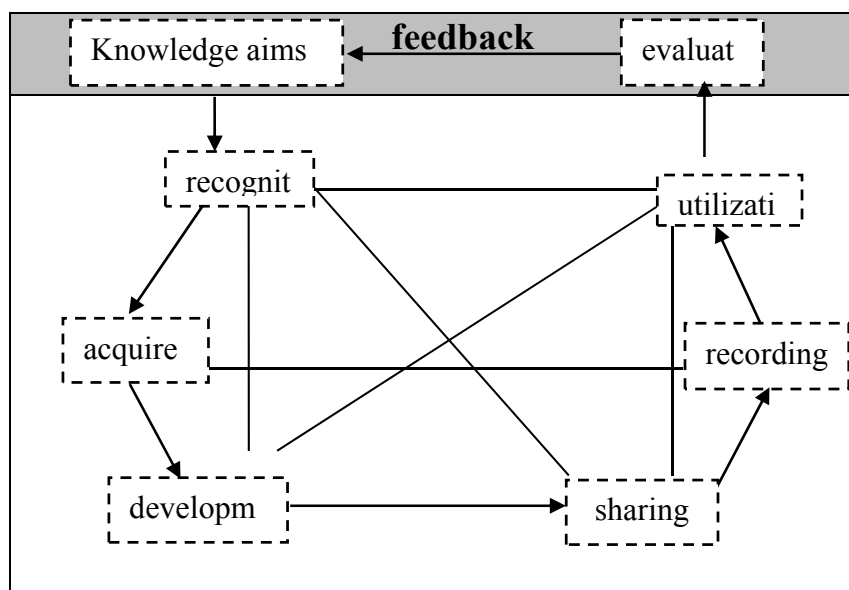 Knowledge aims
feedback
evaluat
recognit
utilizati
acquire
recording
developm
sharing